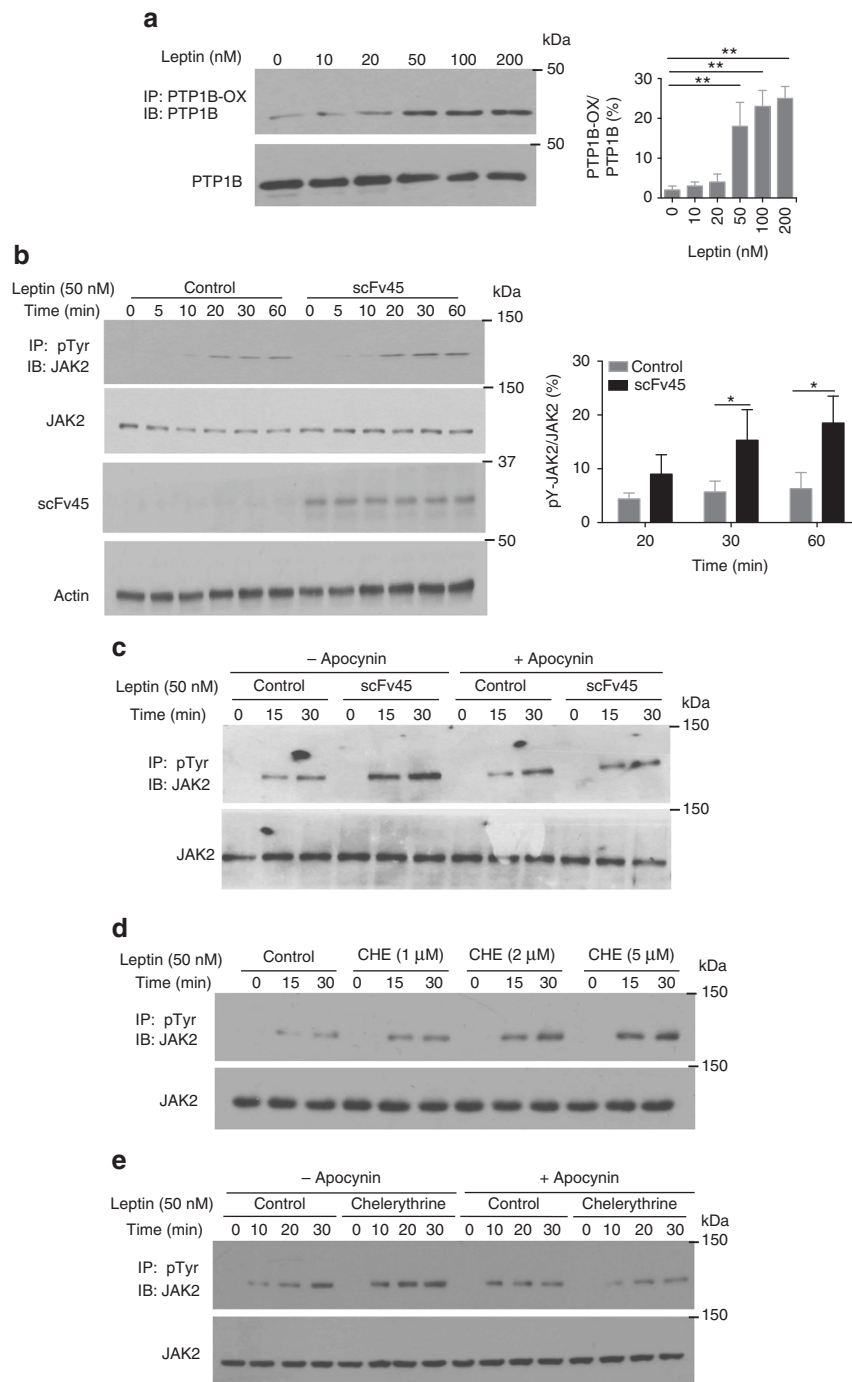 a
kDa
Leptin (nM) 0 10 20 50 100 200
50
IP: PTP1B-OX
IB: PTP1B
50
PTP1B
** 
**
**
PTP1B-OX/
PTP1B (%)
30
20
10
0
0 10 20 50 100 200
Leptin (nM)
b
Leptin (50 nM) Control scFv45 kDa
Time (min) 0 5 10 20 30 60 0 5 10 20 30 60
150
IP: pTyr
IB: JAK2
150
JAK2
37
scFv45
50
Actin
pY-JAK2/JAK2 (%)
30
20
10
0
Control
scFv45
* *
20 30 60
Time (min)
c
– Apocynin + Apocynin
Leptin (50 nM) Control scFv45 Control scFv45
kDa
Time (min) 0 15 30 0 15 30 0 15 30 0 15 30
150
IP: pTyr
IB: JAK2
150
JAK2
d
Leptin (50 nM) Control CHE (1 μM) CHE (2 μM) CHE (5 μM)
kDa
Time (min) 0 15 30 0 15 30 0 15 30 0 15 30
150
IP: pTyr
IB: JAK2
150
JAK2
e
– Apocynin + Apocynin
Leptin (50 nM) Control Chelerythrine Control Chelerythrine
kDa
Time (min) 0 10 20 30 0 10 20 30 0 10 20 30 0 10 20 30
150
IP: pTyr
IB: JAK2
150
JAK2